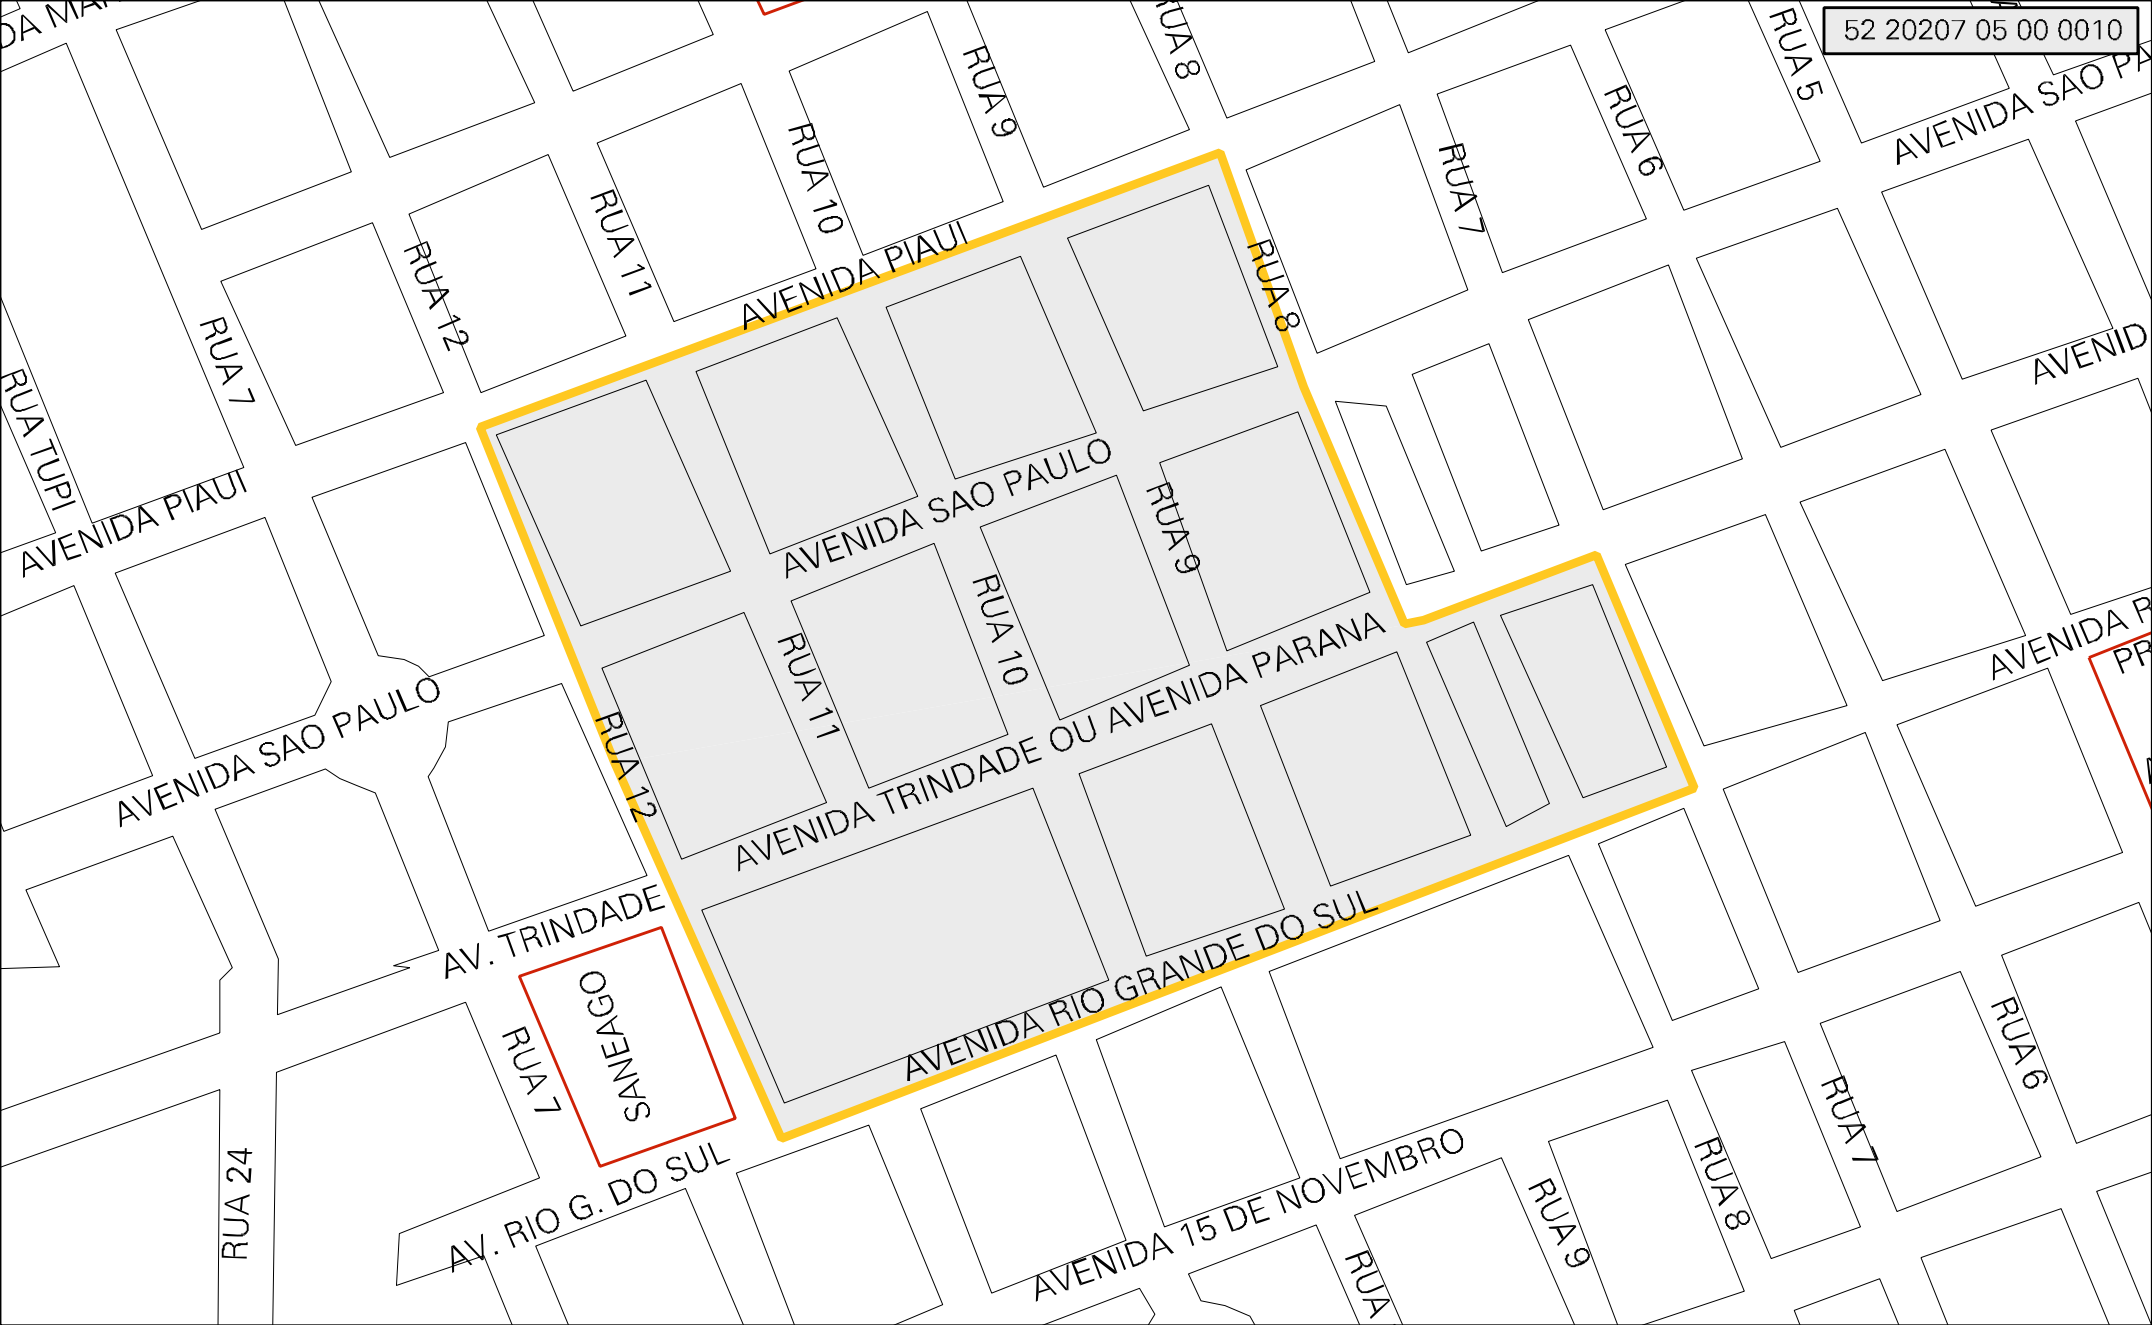 RUA 8
RUA 5
52 20207 05 00 0010
RUA 9
RUA 6
AVENIDA SAO PA
RUA 10
RUA 7
RUA 11
AVENIDA PIAUI
RUA 8
RUA 12
RUA 7
AVENID
RUA TUPI
AVENIDA PIAUI
AVENIDA SAO PAULO
RUA 9
RUA 10
RUA 11
AVENIDA TRINDADE OU AVENIDA PARANA
AVENIDA R
PR
AVENIDA SAO PAULO
RUA 12
AV. TRINDADE
SANEAGO
RUA 7
AVENIDA RIO GRANDE DO SUL
RUA 6
RUA 7
RUA 24
AV. RIO G. DO SUL
AVENIDA 15 DE NOVEMBRO
RUA 8
RUA 9
RUA